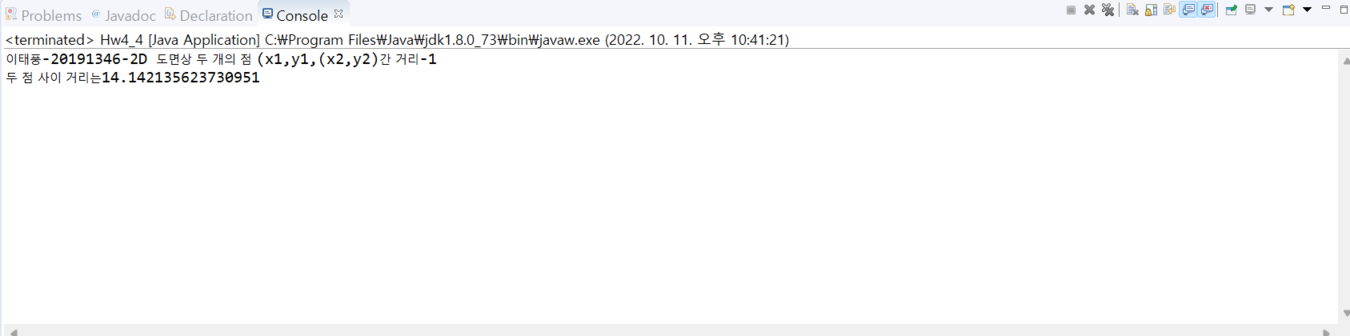 Problems Javadoc Declaration Console
<terminated> Hw4_4 [Java Application] C:₩Program Files₩Java₩jdk1.8.0_73₩bin₩javaw.exe (2022. 10. 11. 오후 10:41:21)
이태풍-20191346-2D 도면상 두 개의 점 (x1,y1,(x2,y2)간 거리-1
두 점 사이 거리는14.142135623730951